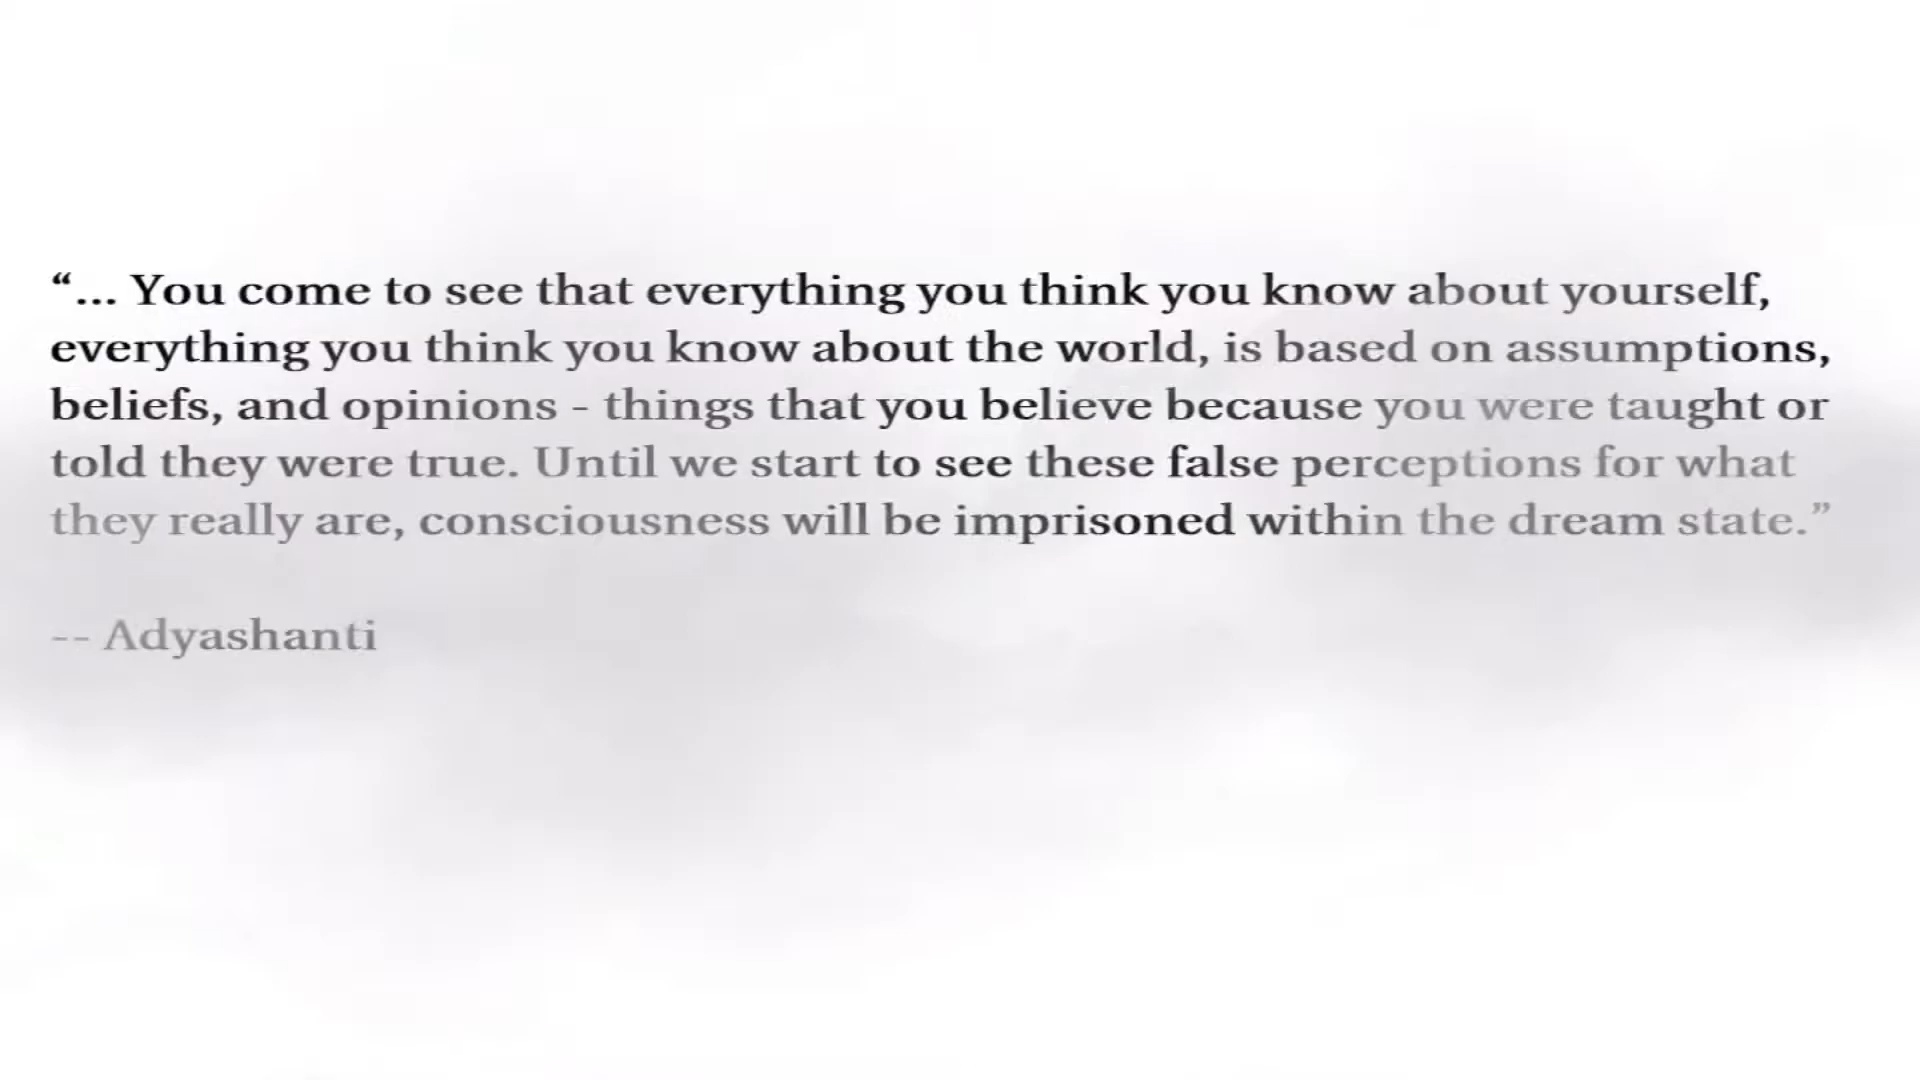 “... You come to see that everything you think you know about yourself,
everything you think you know about the world, is based on assumptions,
beliefs, and opinions - things that you believe because you were taught or
told they were true. Until we start to see these false perceptions for what
they really are, consciousness will be imprisoned within the dream state.”
-- Adyashanti